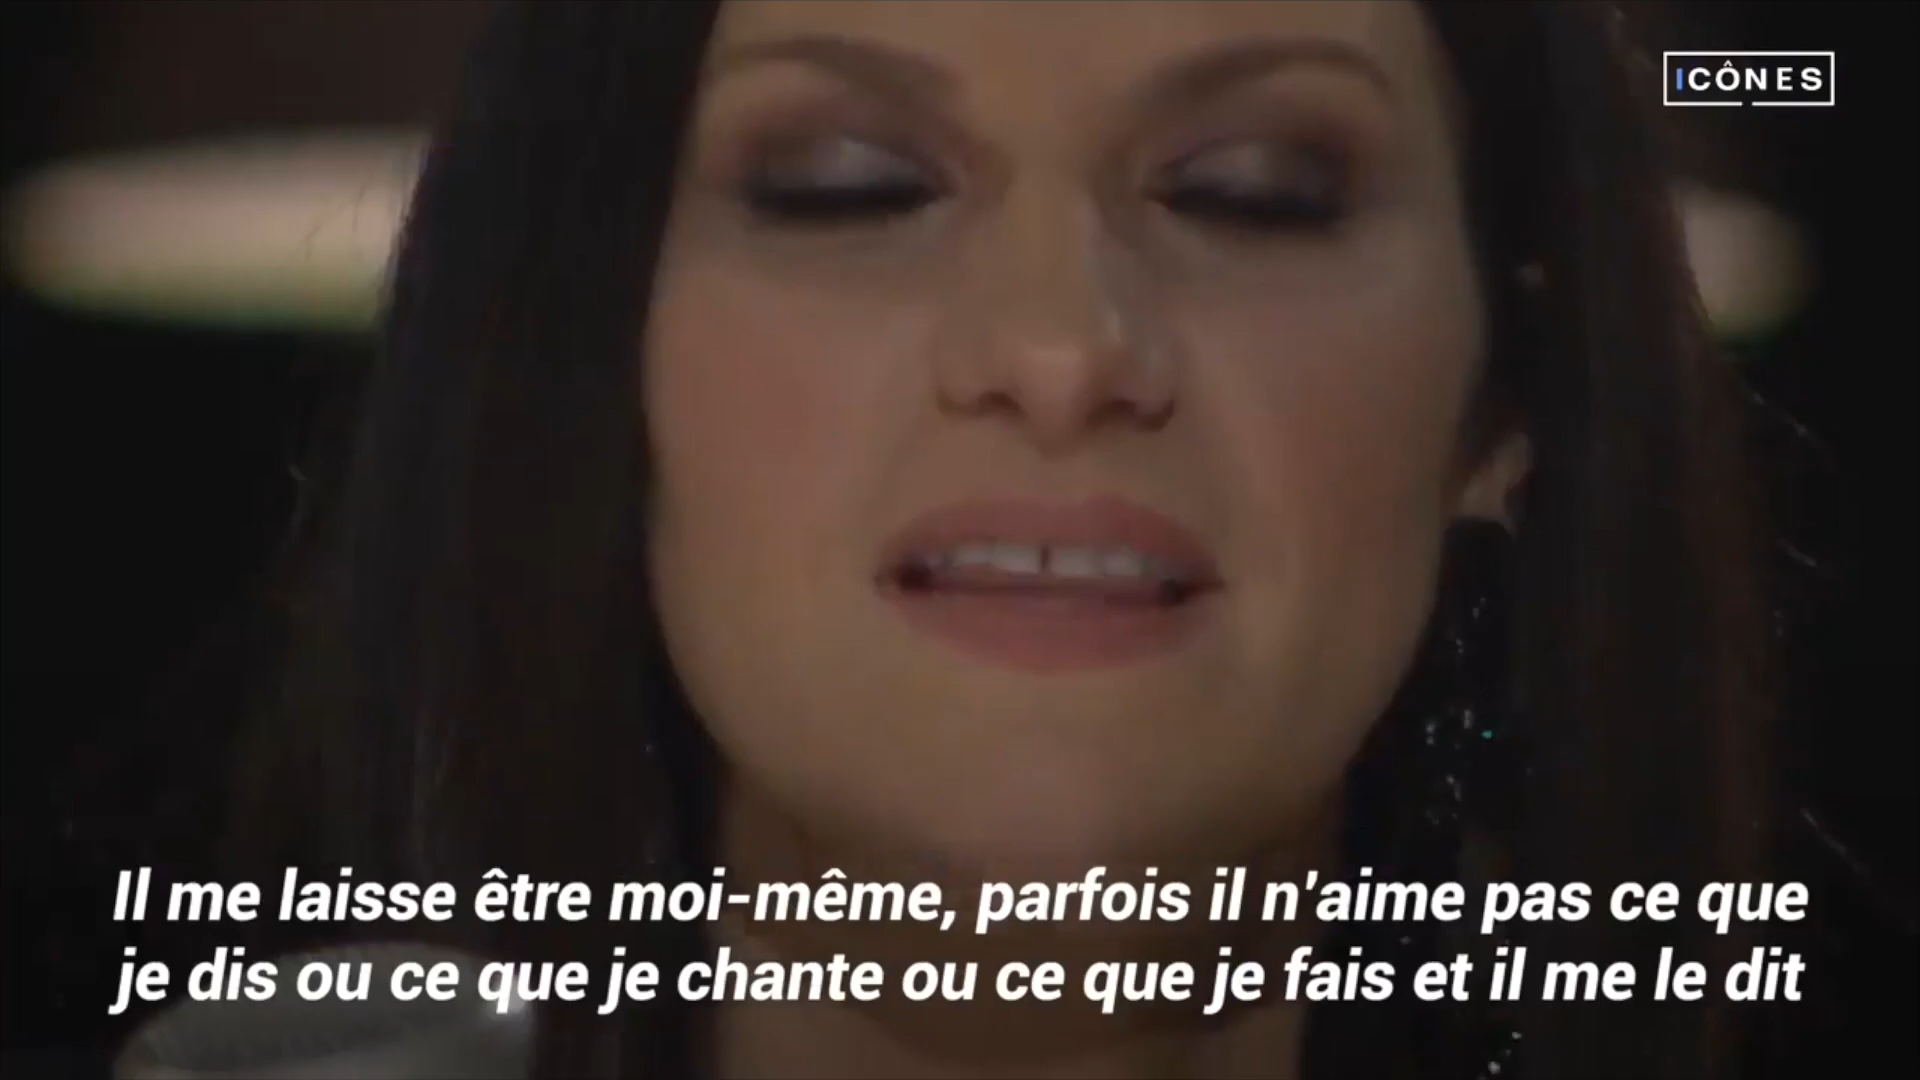 ICÔNES
Il me laisse être moi-même, parfois il n'aime pas ce que
je dis ou ce que je chante ou ce que je fais et il me le dit